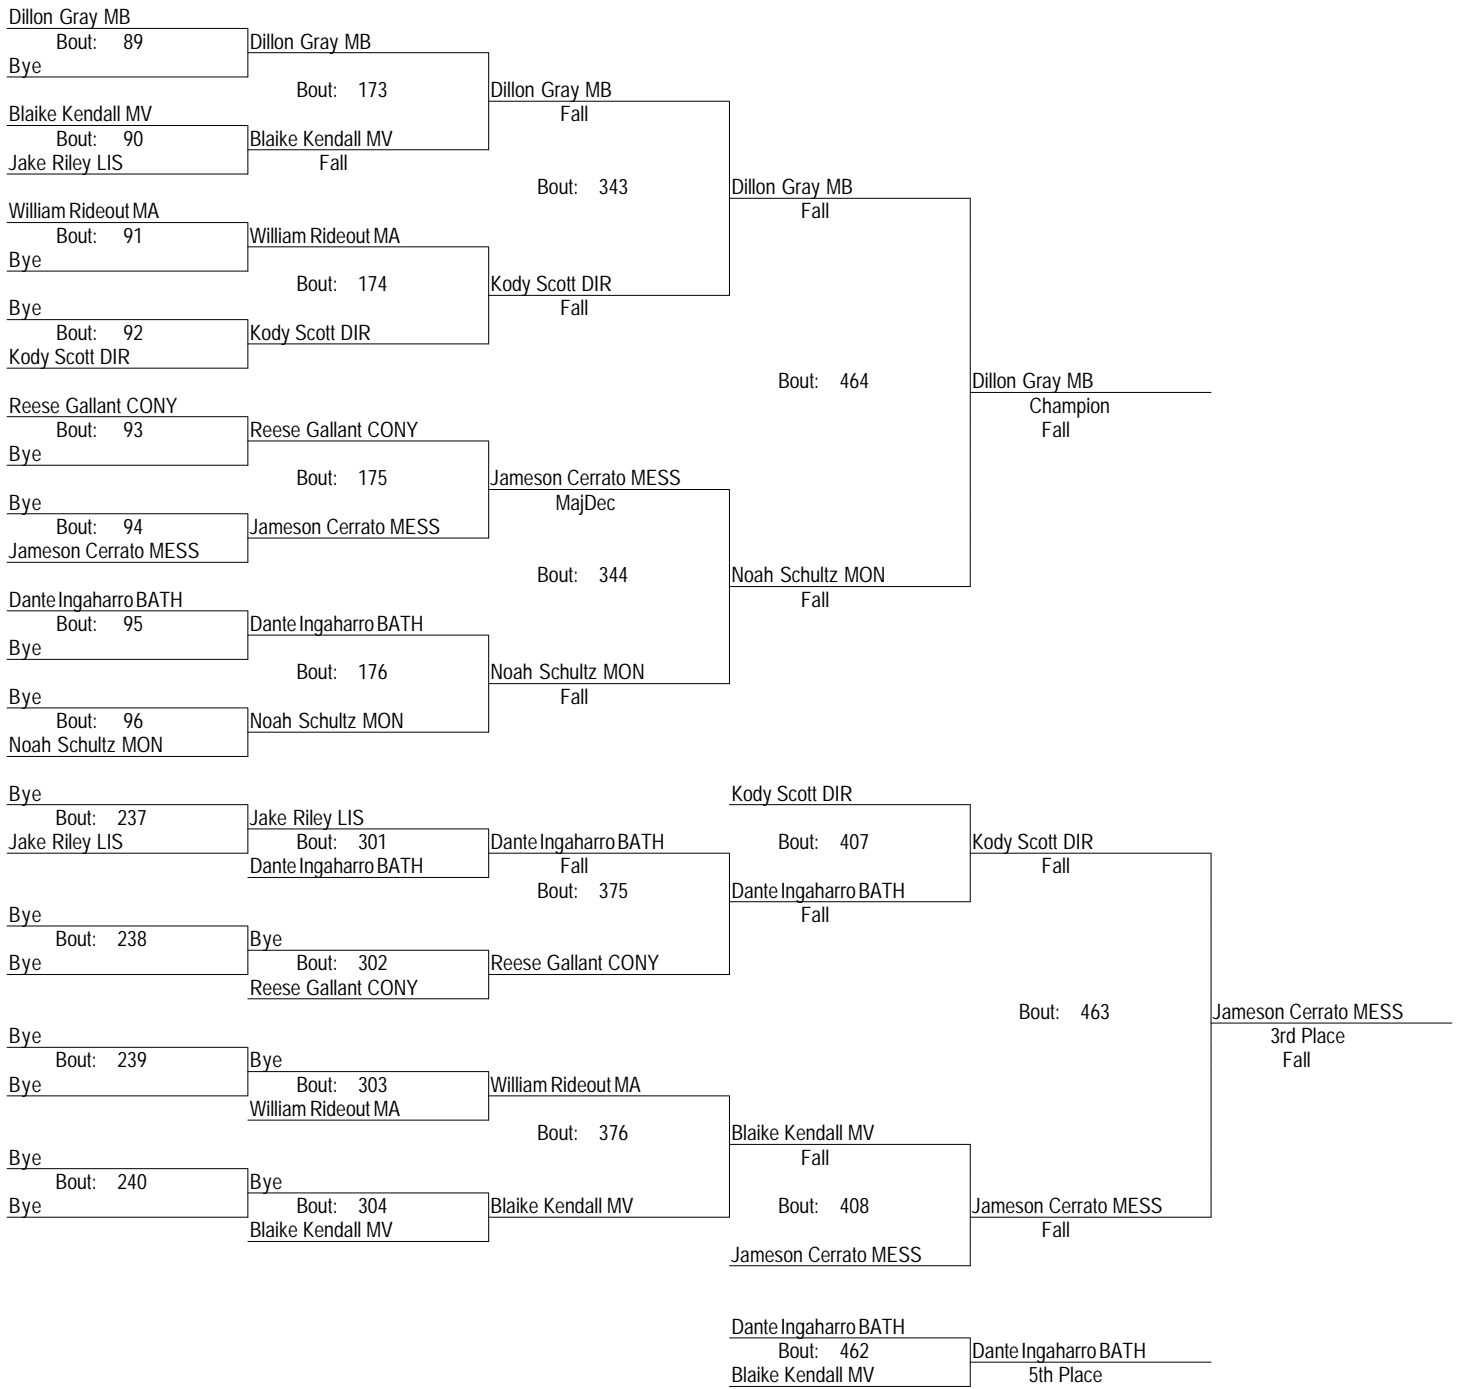 Dillon Gray MB
Bout: 89
Dillon Gray MB
Bye
Bout: 173
Dillon Gray MB
Fall
Blaike Kendall MV
Bout: 90
Blaike Kendall MV
Jake Riley LIS
Fall
Bout: 343
Dillon Gray MB
Fall
William Rideout MA
Bout: 91
William Rideout MA
Bye
Bout: 174
Kody Scott DIR
Fall
Bye
Bout: 92
Kody Scott DIR
Kody Scott DIR
Bout: 464
Dillon Gray MB
Champion
Fall
Reese Gallant CONY
Bout: 93
Reese Gallant CONY
Bye
Bout: 175
Jameson Cerrato MESS
MajDec
Bye
Bout: 94
Jameson Cerrato MESS
Jameson Cerrato MESS
Bout: 344
Noah Schultz MON
Fall
Dante Ingaharro BATH
Bout: 95
Dante Ingaharro BATH
Bye
Bout: 176
Noah Schultz MON
Fall
Bye
Bout: 96
Noah Schultz MON
Noah Schultz MON
Bye
Kody Scott DIR
Bout: 237
Jake Riley LIS
Jake Riley LIS
Bout: 301
Dante Ingaharro BATH
Bout: 407
Kody Scott DIR
Dante Ingaharro BATH
Fall
Fall
Bout: 375
Dante Ingaharro BATH
Fall
Bye
Bout: 238
Bye
Bye
Bout: 302
Reese Gallant CONY
Reese Gallant CONY
Bout: 463
Jameson Cerrato MESS
3rd Place
Fall
Bye
Bout: 239
Bye
Bye
Bout: 303
William Rideout MA
William Rideout MA
Bout: 376
Blaike Kendall MV
Fall
Bye
Bout: 240
Bye
Bye
Bout: 304
Blaike Kendall MV
Bout: 408
Jameson Cerrato MESS
Blaike Kendall MV
Fall
Jameson Cerrato MESS
Dante Ingaharro BATH
Bout: 462
Dante Ingaharro BATH
Blaike Kendall MV
5th Place